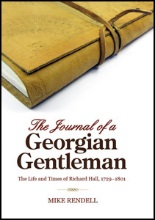 The Journal of a
Georgian
Gentleman
The Life and Times of Richard Hall, 1729–1801
MIKE RENDELL